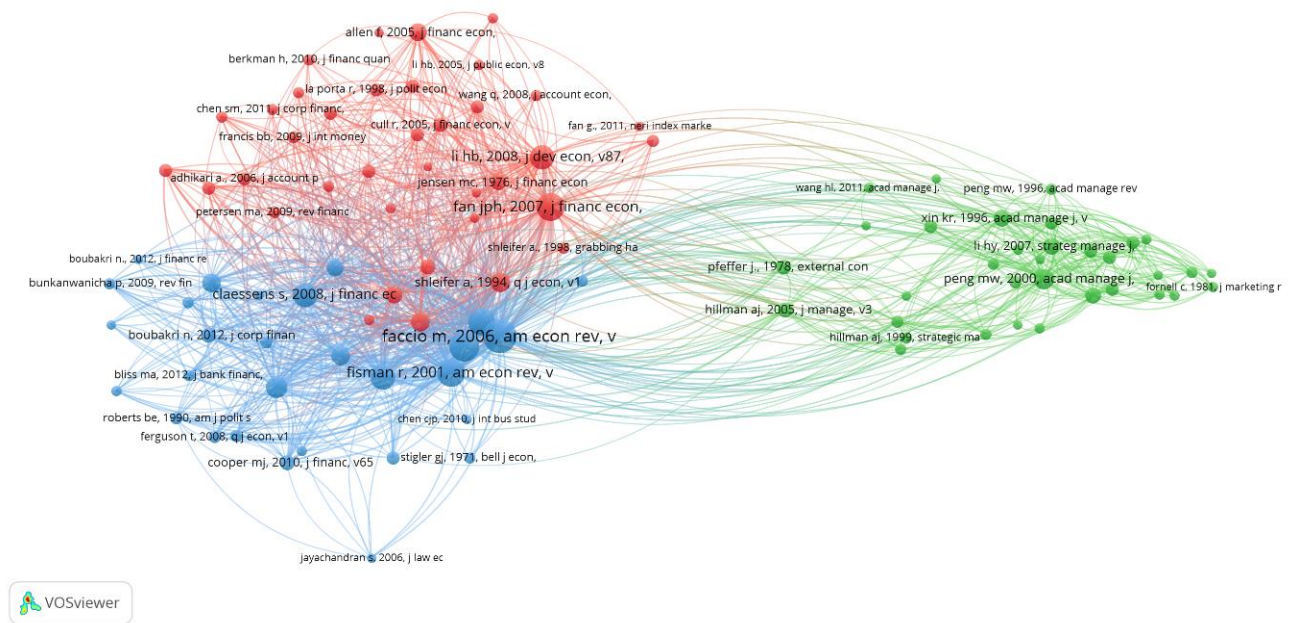 allen f, 2005, j financ econ,
berkman h, 2010, j financ quan
li hb, 2005, j public econ, v8
la porta r, 1998, j polit econ
wang q, 2008, j account econ,
chen sm, 2011, j corp financ,
cull r, 2005, j financ econ, v
fan g., 2011, neri index marke
francis bb, 2009, j int money
li hb, 2008, j dev econ, v87,
adhikari a., 2006, j account p
jensen mc, 1976, j financ econ
wang hl, 2011, acad manage j.
peng mw, 1996, acad manage rev
petersen ma, 2009, rev financ
fan jph, 2007, j financ econ,
xin kr, 1996, acad manage j, v
shleifer a., 1998, grabbing ha
li hy, 2007, strateg manage j,
boubakri n., 2012, j financ re
pfeffer j., 1978, external con
bunkanwanicha p, 2009, rev fin
shleifer a, 1994, q j econ, v1
peng mw, 2000, acad manage j,
fornell c, 1981, j marketing r
claessens s, 2008, j financ ec
hillman aj, 2005, j manage, v3
boubakri n, 2012, j corp finan
faccio m, 2006, am econ rev, v
hillman aj, 1999, strategic ma
bliss ma, 2012, j bank financ,
fisman r, 2001, am econ rev, v
roberts be, 1990, am j polit s
chen cjp, 2010, j int bus stud
ferguson t, 2008, q j econ, v1
cooper mj, 2010, j financ, v65
stigler gj, 1971, bell j econ,
jayachandran s, 2006, j law ec
VOSviewer